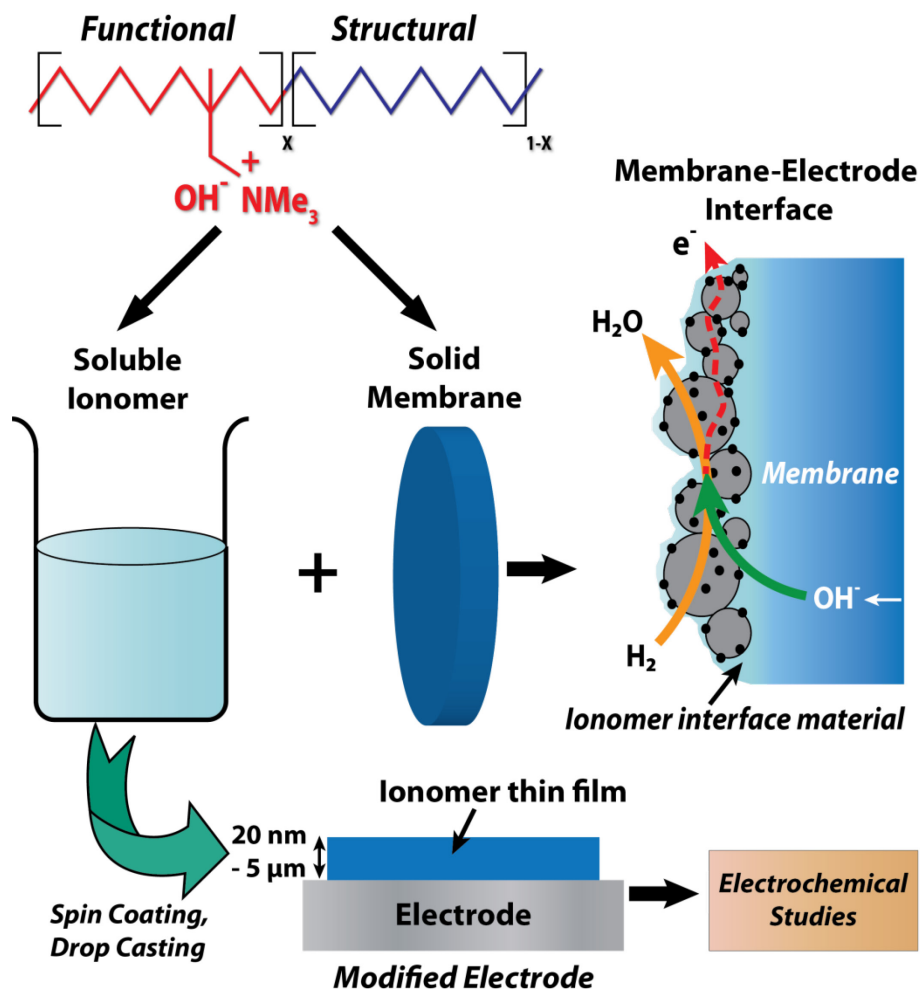 Functional
Structural
X
1-X
+
OH⁻ NMe₃
Membrane-Electrode
Interface
e⁻
H₂O
Soluble
Ionomer
Solid
Membrane
Membrane
+
OH⁻
H₂
Ionomer interface material
Ionomer thin film
20 nm
- 5 µm
Electrode
Electrochemical
Studies
Spin Coating,
Drop Casting
Modified Electrode